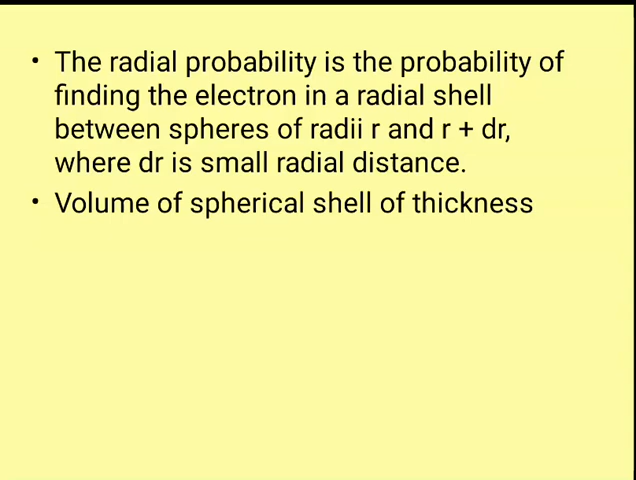 • The radial probability is the probability of
finding the electron in a radial shell
between spheres of radii r and r + dr,
where dr is small radial distance.
• Volume of spherical shell of thickness